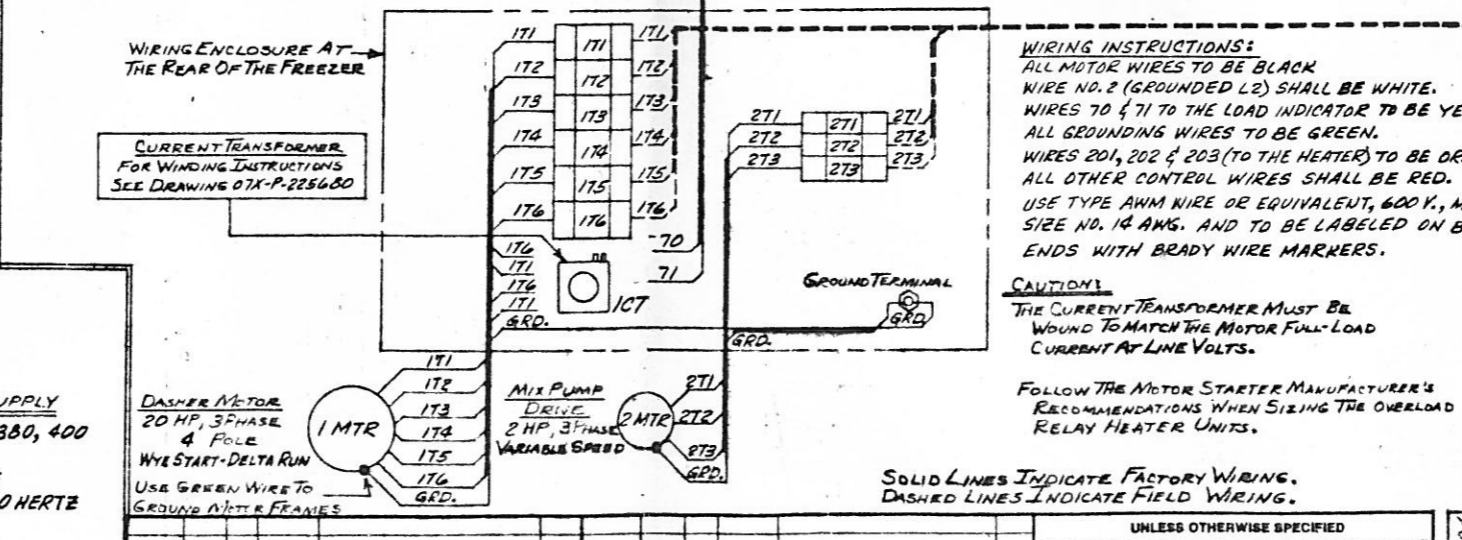 WIRING ENCLOSURE AT
THE REAR OF THE FREEZER
CURRENT TRANSFORMER
FOR WINDING INSTRUCTIONS
SEE DRAWING 07X-P-225680
1T1
1T2
1T3
1T4
1T5
1T6
1T6
1T1
1T6
1T1
GRD.
1T1
1T2
1T3
1T4
1T5
1T6
1T1
1T2
1T3
1T4
1T5
1T6
70
71
1CT
2T1
2T2
2T3
2T1
2T2
2T3
2T1
2T2
2T3
GROUND TERMINAL
GRD
GRD.
WIRING INSTRUCTIONS:
ALL MOTOR WIRES TO BE BLACK
WIRE NO. 2 (GROUNDED L2) SHALL BE WHITE.
WIRES 70 & 71 TO THE LOAD INDICATOR TO BE YE
ALL GROUNDING WIRES TO BE GREEN.
WIRES 201, 202 & 203 (TO THE HEATER) TO BE OR
ALL OTHER CONTROL WIRES SHALL BE RED.
USE TYPE AWM WIRE OR EQUIVALENT, 600 V., M
SIZE NO. 14 AWG. AND TO BE LABELED ON B
ENDS WITH BRADY WIRE MARKERS.
CAUTION:
THE CURRENT TRANSFORMER MUST BE
WOUND TO MATCH THE MOTOR FULL-LOAD
CURRENT AT LINE VOLTS.
FOLLOW THE MOTOR STARTER MANUFACTURER'S
RECOMMENDATIONS WHEN SIZING THE OVERLOAD
RELAY HEATER UNITS.
UPPLY
380, 400
0 HERTZ
DASHER MOTOR
20 HP, 3 PHASE
4 POLE
WYE START-DELTA RUN
USE GREEN WIRE TO
GROUND MOTOR FRAMES
1 MTR
1T1
1T2
1T3
1T4
1T5
1T6
GRD.
MIX PUMP
DRIVE
2 HP, 3 PHASE
VARIABLE SPEED
2 MTR
2T1
2T2
2T3
GRD.
SOLID LINES INDICATE FACTORY WIRING.
DASHED LINES INDICATE FIELD WIRING.
UNLESS OTHERWISE SPECIFIED